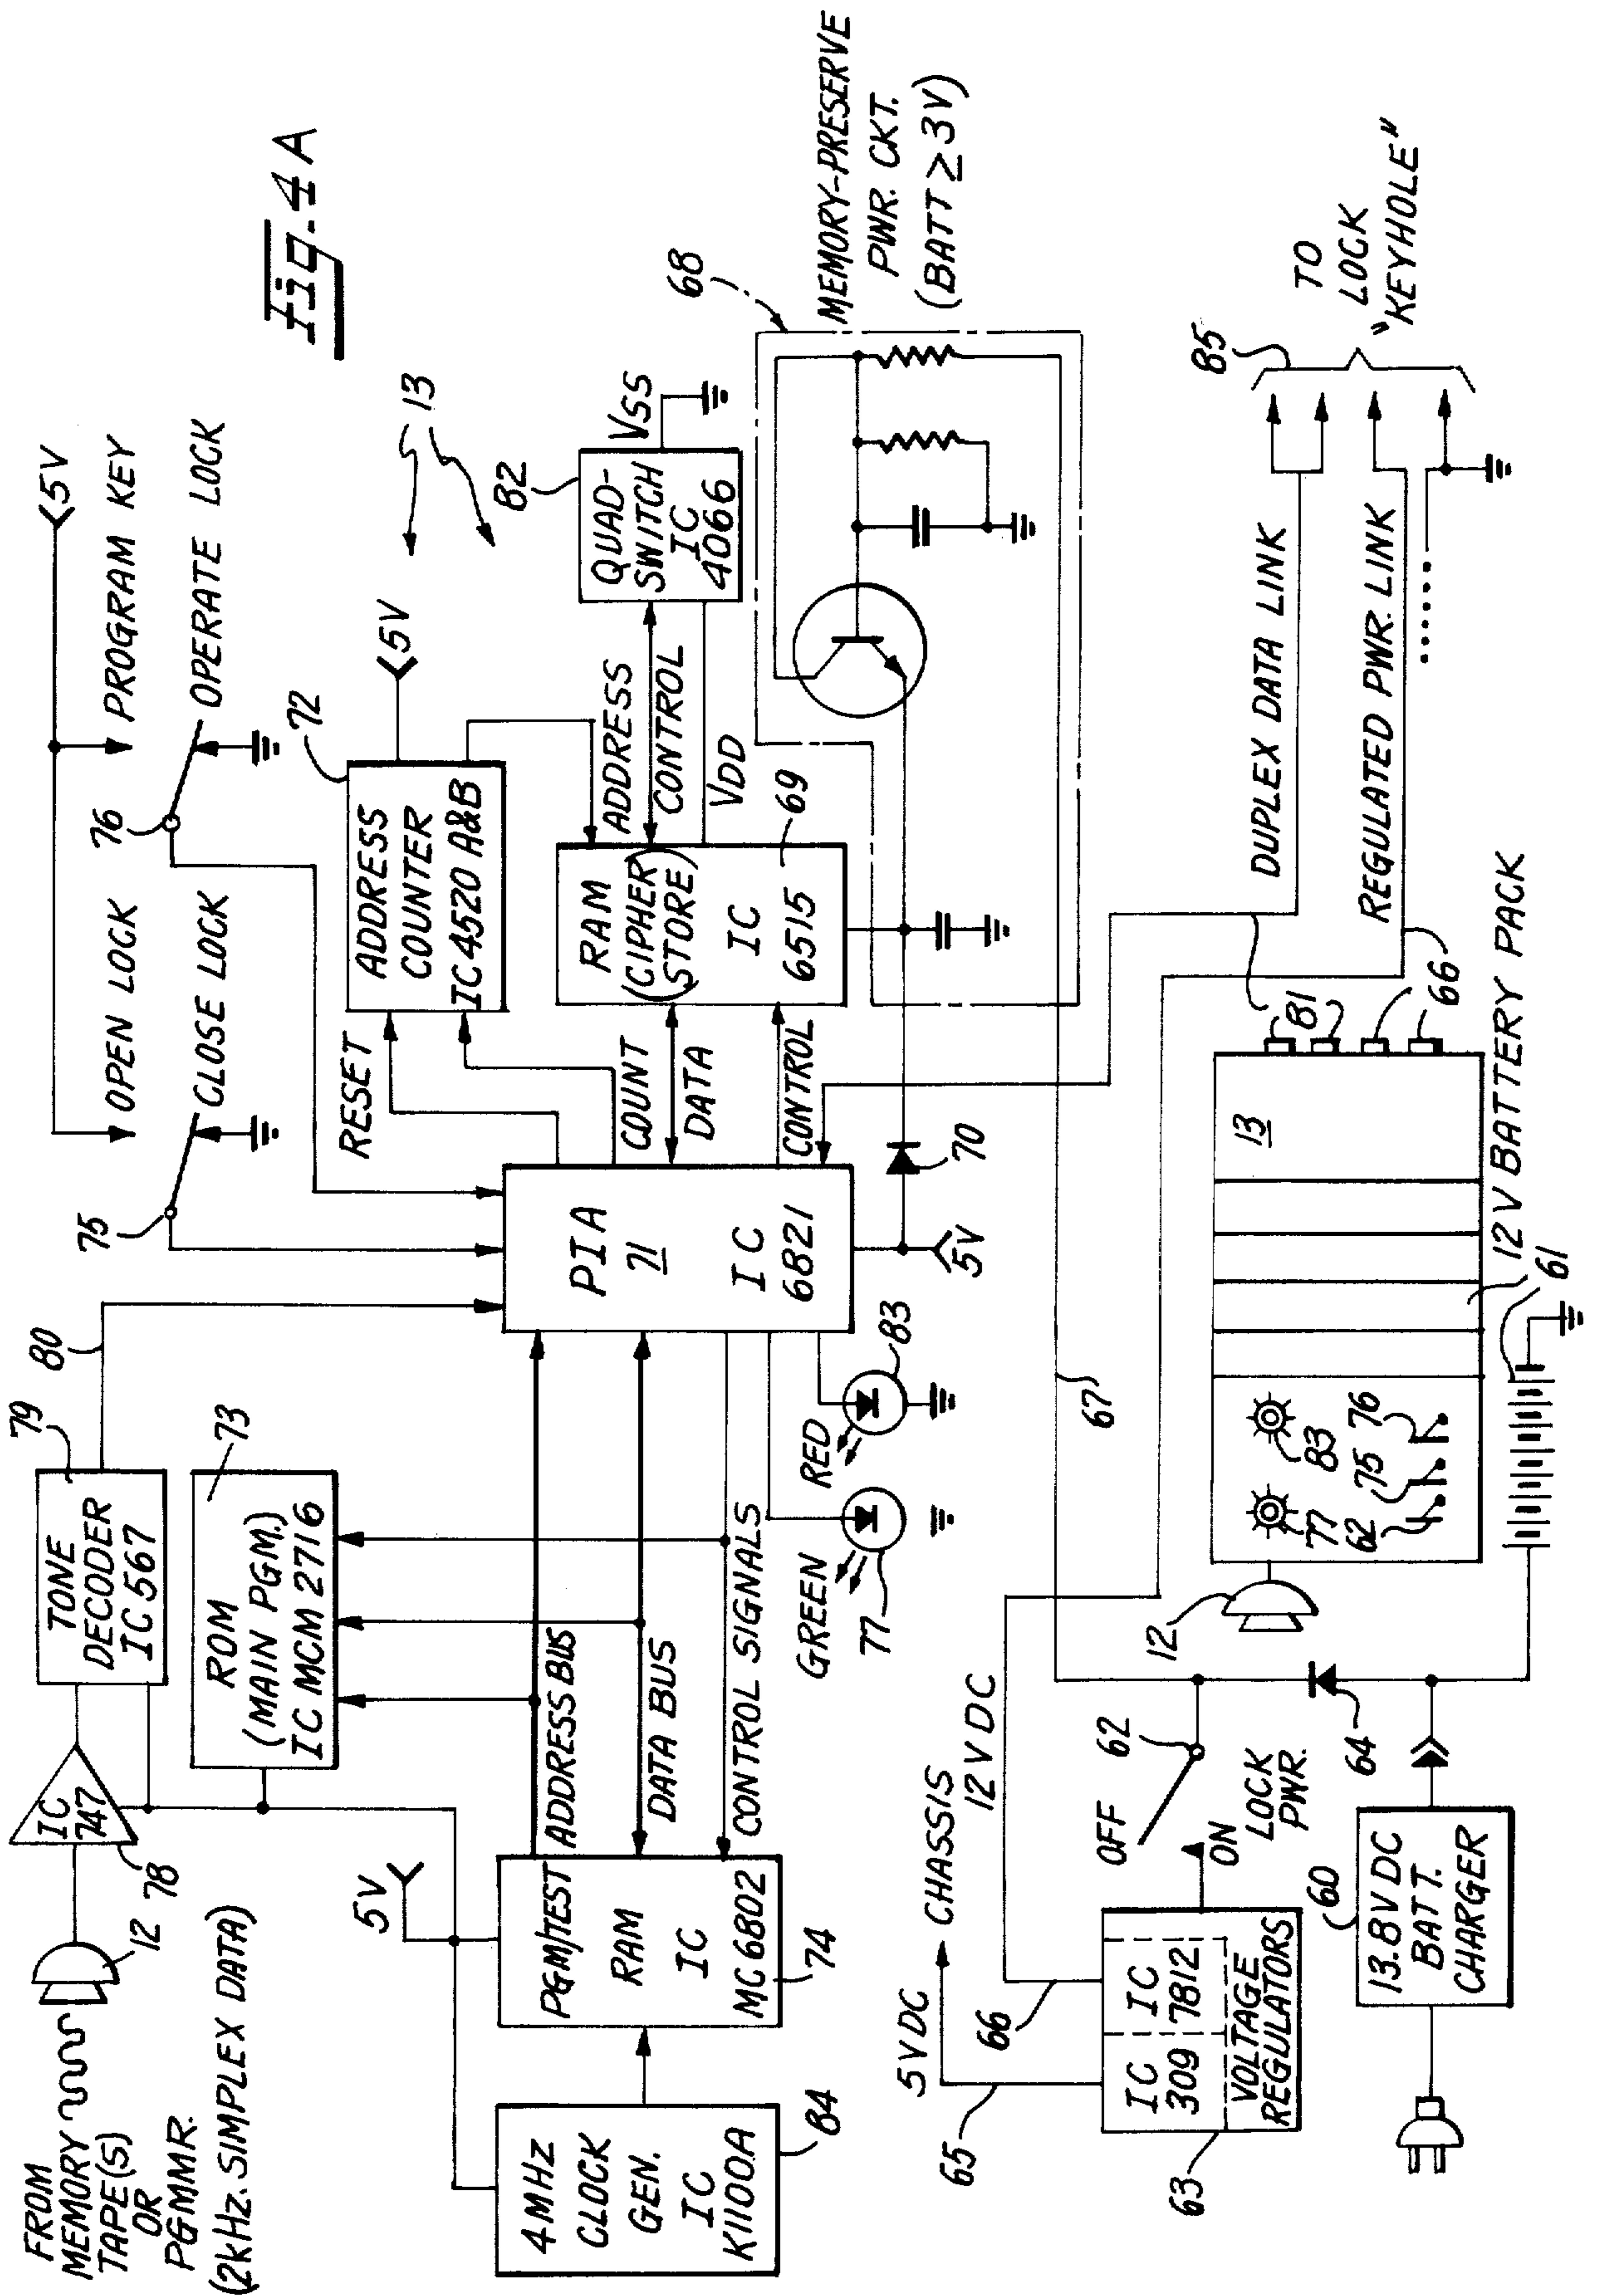 Fig. 4A
FROM
MEMORY
TAPE(S)
OR
PGMMR.
(2kHz. SIMPLEX DATA)
12
IC
747
78
TONE
DECODER
IC 567
79
80
ROM
(MAIN PGM.)
IC MCM 2716
73
75
OPEN LOCK
CLOSE LOCK
76
PROGRAM KEY
OPERATE LOCK
5V
4MHz
CLOCK
GEN.
IC
K1100A
84
5V
PGM/TEST
RAM
IC
MC6802
74
ADDRESS BUS
DATA BUS
CONTROL SIGNALS
GREEN
77
RED
83
PIA
71
IC
6821
5V
70
RESET
COUNT
DATA
CONTROL
ADDRESS
COUNTER
IC 4520 A&B
72
5V
13
RAM
(CIPHER
STORE)
IC
6515
69
ADDRESS
CONTROL
VDD
QUAD-
SWITCH
IC
4066
82
VSS
68
MEMORY-PRESERVE
PWR. CKT.
(BATT ≥ 3V)
67
5VDC
CHASSIS
12VDC
65
66
IC
309
IC
7812
VOLTAGE
REGULATORS
63
OFF
62
ON
LOCK
PWR.
64
60
13.8VDC
BATT.
CHARGER
12
77
83
62
75
76
13
81
66
12V BATTERY PACK
61
DUPLEX DATA LINK
REGULATED PWR. LINK
85
TO
LOCK
"KEYHOLE"